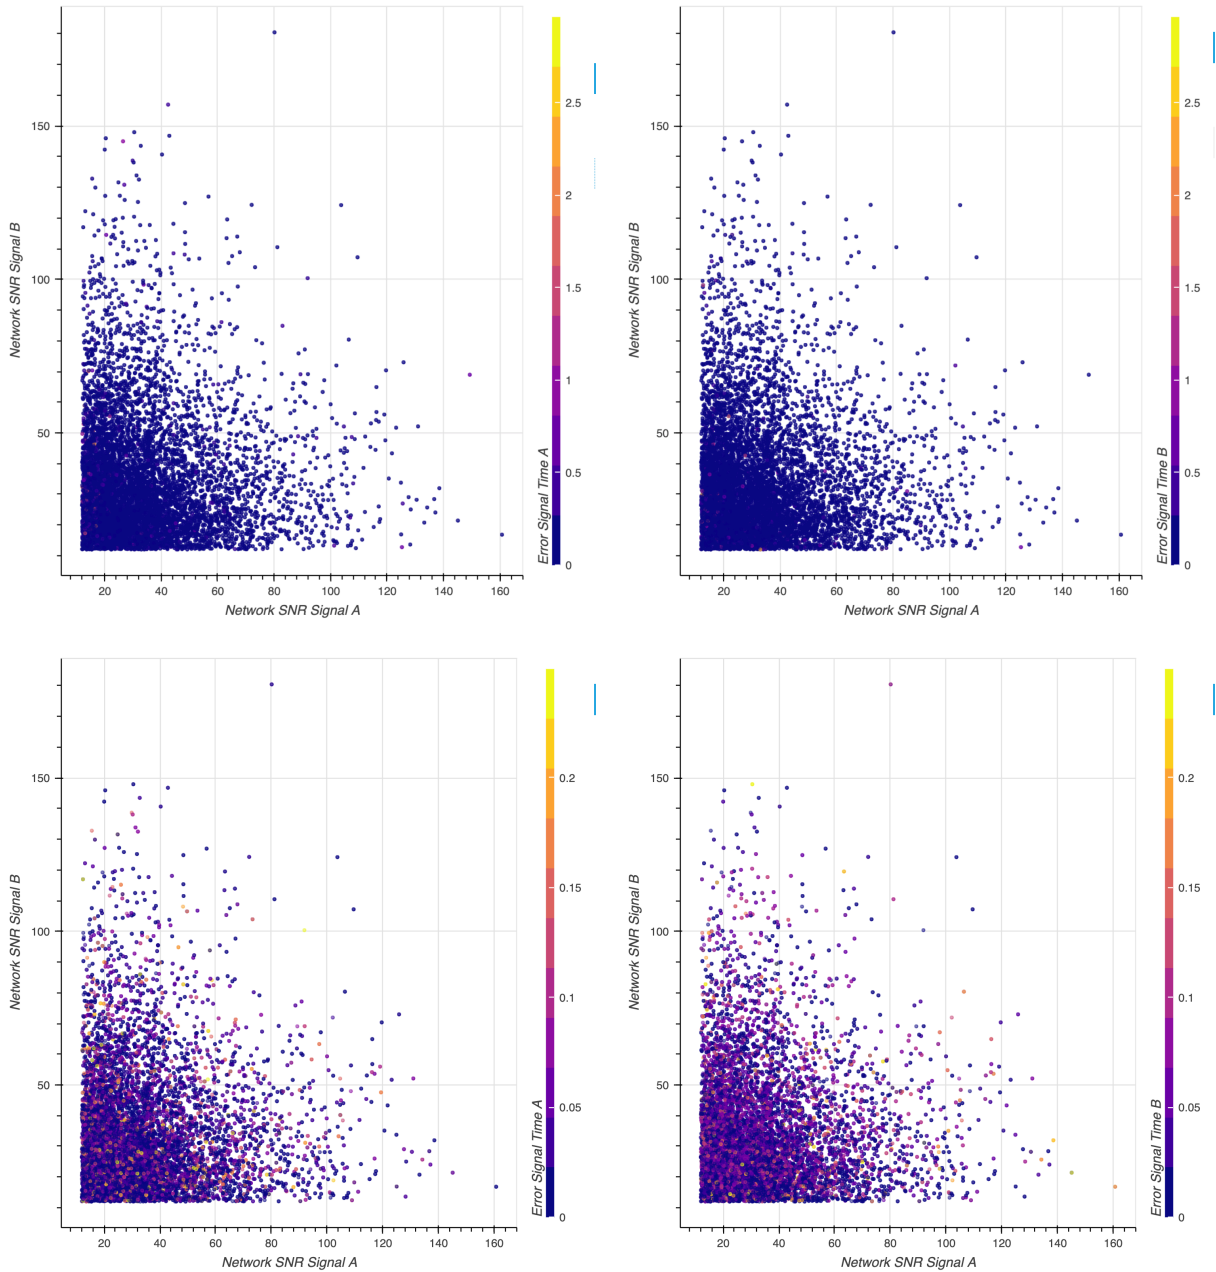 150
100
50
Network SNR Signal B
20 40 60 80 100 120 140 160
Network SNR Signal A
2.5
2
1.5
1
0.5
0
Error Signal Time A
150
100
50
Network SNR Signal B
20 40 60 80 100 120 140 160
Network SNR Signal A
2.5
2
1.5
1
0.5
0
Error Signal Time B
150
100
50
Network SNR Signal B
20 40 60 80 100 120 140 160
Network SNR Signal A
0.2
0.15
0.1
0.05
0
Error Signal Time A
150
100
50
Network SNR Signal B
20 40 60 80 100 120 140 160
Network SNR Signal A
0.2
0.15
0.1
0.05
0
Error Signal Time B